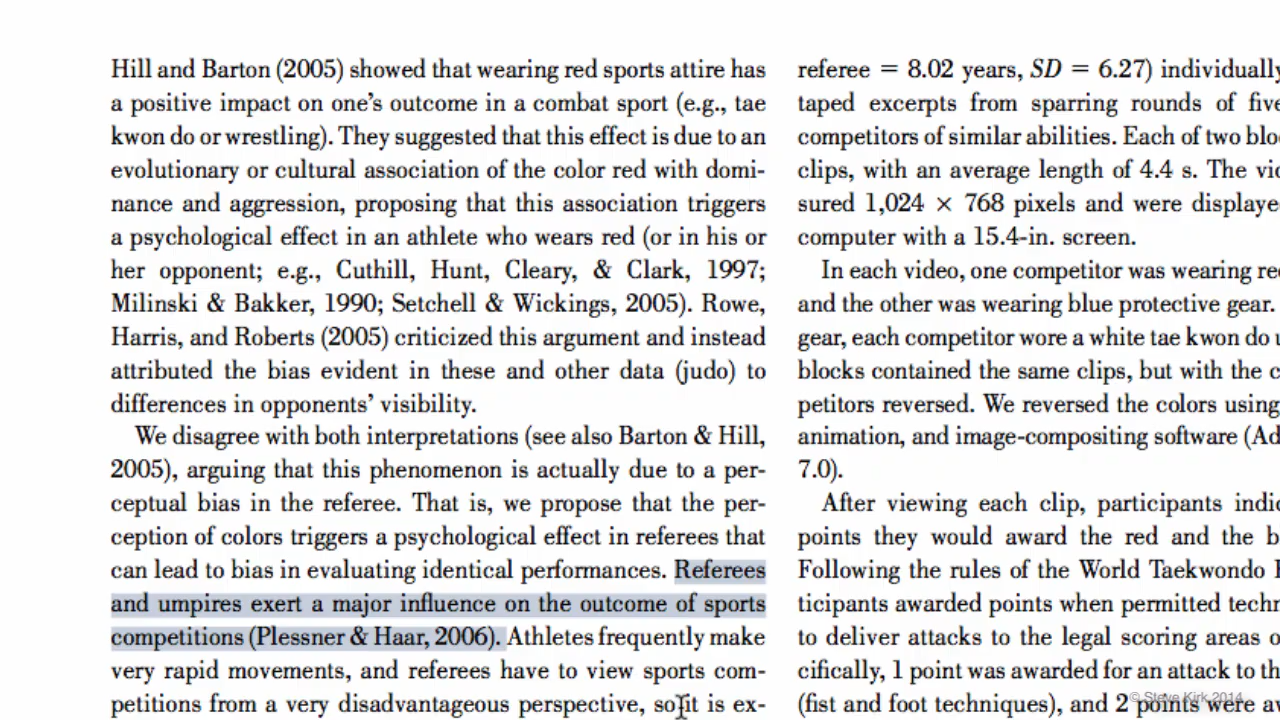 Hill and Barton (2005) showed that wearing red sports attire has
a positive impact on one's outcome in a combat sport (e.g., tae
kwon do or wrestling). They suggested that this effect is due to an
evolutionary or cultural association of the color red with domi-
nance and aggression, proposing that this association triggers
a psychological effect in an athlete who wears red (or in his or
her opponent; e.g., Cuthill, Hunt, Cleary, & Clark, 1997;
Milinski & Bakker, 1990; Setchell & Wickings, 2005). Rowe,
Harris, and Roberts (2005) criticized this argument and instead
attributed the bias evident in these and other data (judo) to
differences in opponents' visibility.
We disagree with both interpretations (see also Barton & Hill,
2005), arguing that this phenomenon is actually due to a per-
ceptual bias in the referee. That is, we propose that the per-
ception of colors triggers a psychological effect in referees that
can lead to bias in evaluating identical performances. Referees
and umpires exert a major influence on the outcome of sports
competitions (Plessner & Haar, 2006). Athletes frequently make
very rapid movements, and referees have to view sports com-
petitions from a very disadvantageous perspective, so it is ex-
referee = 8.02 years, SD = 6.27) individually
taped excerpts from sparring rounds of five
competitors of similar abilities. Each of two blo
clips, with an average length of 4.4 s. The vid
sured 1,024 × 768 pixels and were displaye
computer with a 15.4-in. screen.
In each video, one competitor was wearing re
and the other was wearing blue protective gear.
gear, each competitor wore a white tae kwon do u
blocks contained the same clips, but with the c
petitors reversed. We reversed the colors using
animation, and image-compositing software (Ad
7.0).
After viewing each clip, participants indic
points they would award the red and the b
Following the rules of the World Taekwondo
ticipants awarded points when permitted techn
to deliver attacks to the legal scoring areas o
cifically, 1 point was awarded for an attack to th
(fist and foot techniques), and 2 points were aw
© Steve Kirk 2014